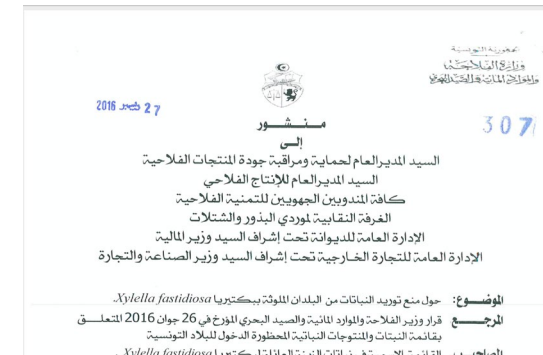 الجمهورية التونسية
وزارة الفلاحة
والموارد المائية والصيد البحري
307
27 ديسمبر 2016
منشور
إلى
السيد المدير العام لحماية ومراقبة جودة المنتجات الفلاحية
السيد المدير العام للإنتاج الفلاحي
كافة المندوبين الجهويين للتمنية الفلاحية
الغرفة النقابية لموردي البذور والشتلات
الإدارة العامة للديوانة تحت إشراف السيد وزير المالية
الإدارة العامة للتجارة الخارجية تحت إشراف السيد وزير الصناعة والتجارة
الموضوع: حول منع توريد النباتات من البلدان الملوثة ببكتيريا Xylella fastidiosa.
المرجع: قرار وزير الفلاحة والموارد المائية والصيد البحري المؤرخ في 26 جوان 2016 المتعلق
بقائمة النبتات والمنتوجات النباتية المحظورة الدخول للبلاد التونسية